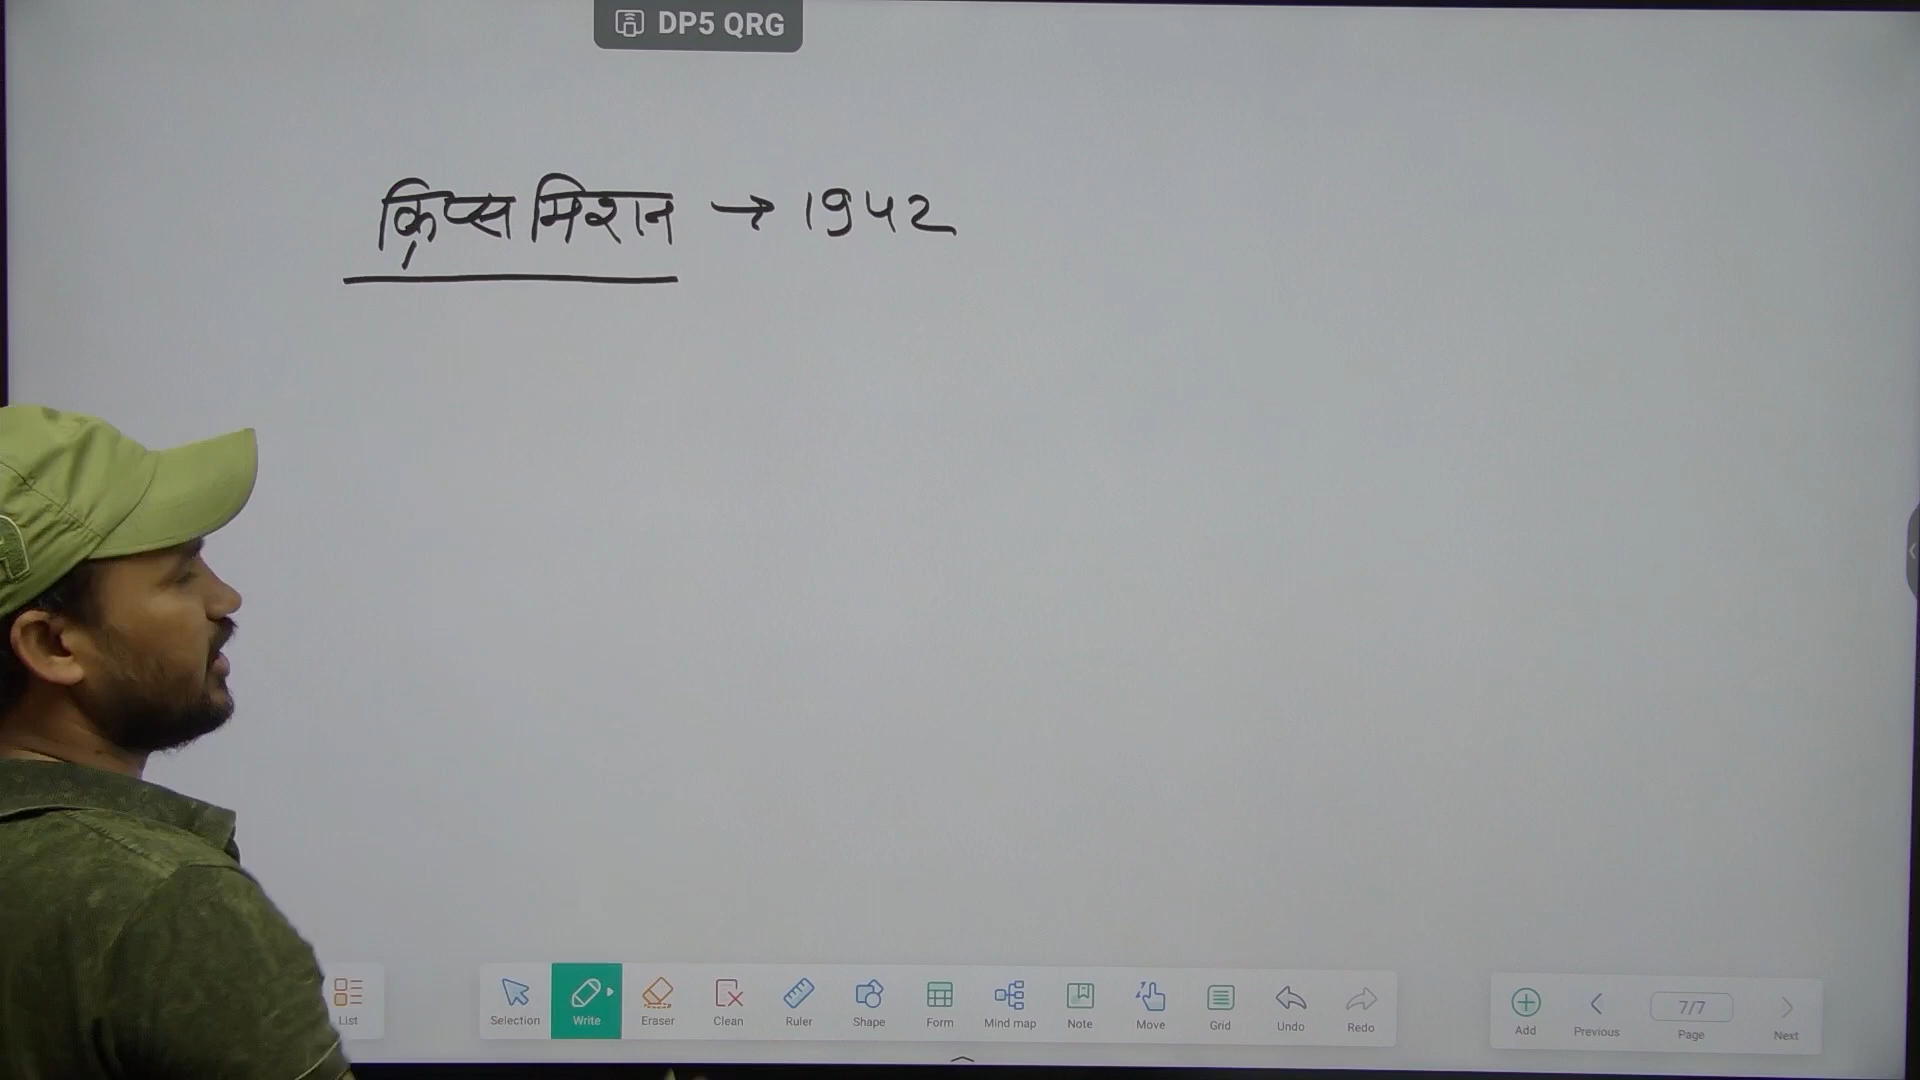 DP5 QRG
क्रिप्स मिशन → 1942
List
Selection
Write
Eraser
Clean
Ruler
Shape
Form
Mind map
Note
Move
Grid
Undo
Redo
Add
Previous
7/7
Page
Next